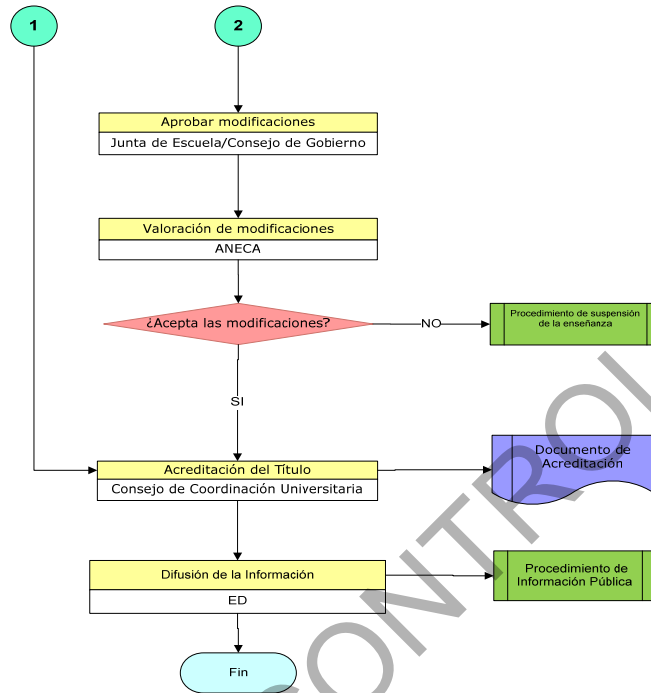 1
2
Aprobar modificaciones
Junta de Escuela/Consejo de Gobierno
Valoración de modificaciones
ANECA
¿Acepta las modificaciones?
NO
Procedimiento de suspensión
de la enseñanza
SI
Acreditación del Título
Consejo de Coordinación Universitaria
Documento de
Acreditación
Difusión de la Información
ED
Procedimiento de
Información Pública
Fin
CONTROL